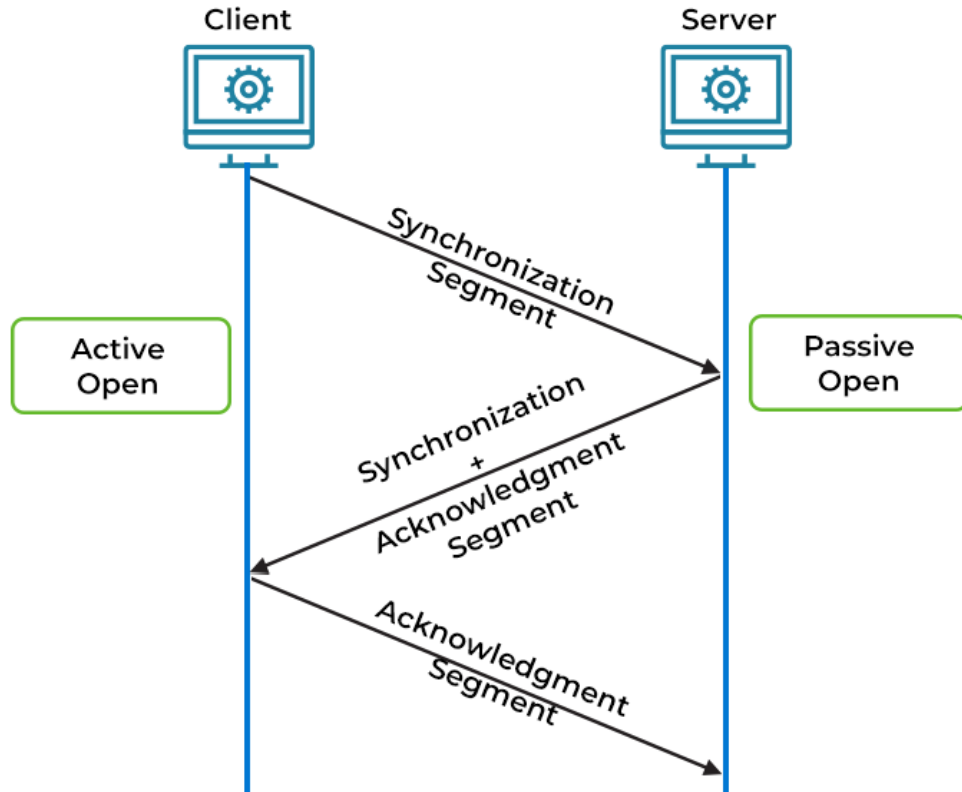 Client
Server
Synchronization
Segment
Active
Open
Passive
Open
Synchronization
+
Acknowledgment
Segment
Acknowledgment
Segment